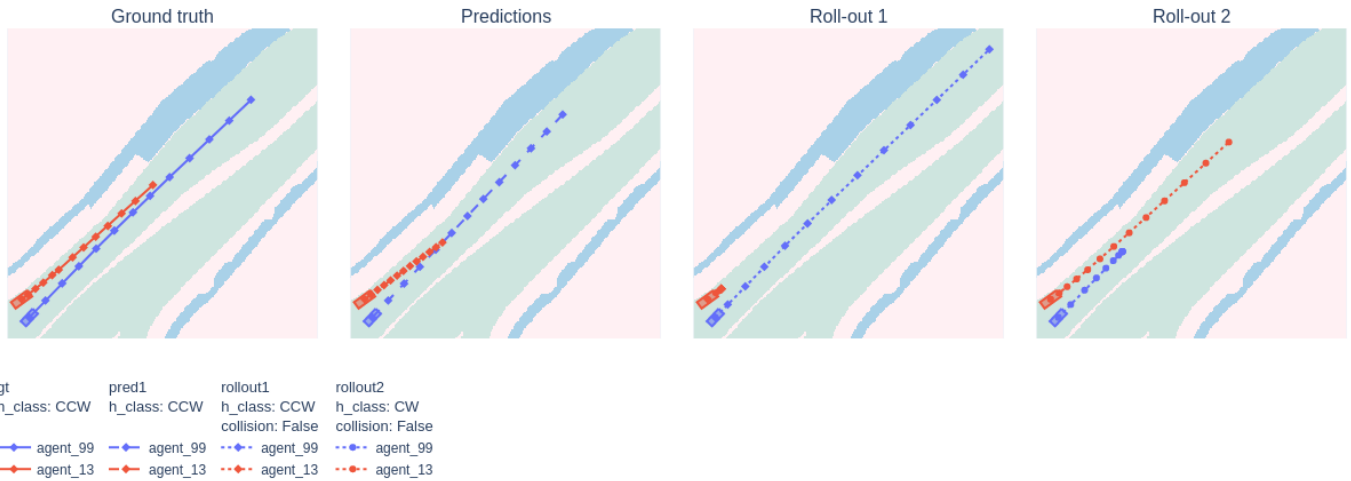 Ground truth
Predictions
Roll-out 1
Roll-out 2
gt
h_class: CCW
agent_99
agent_13
pred1
h_class: CCW
agent_99
agent_13
rollout1
h_class: CCW
collision: False
agent_99
agent_13
rollout2
h_class: CW
collision: False
agent_99
agent_13